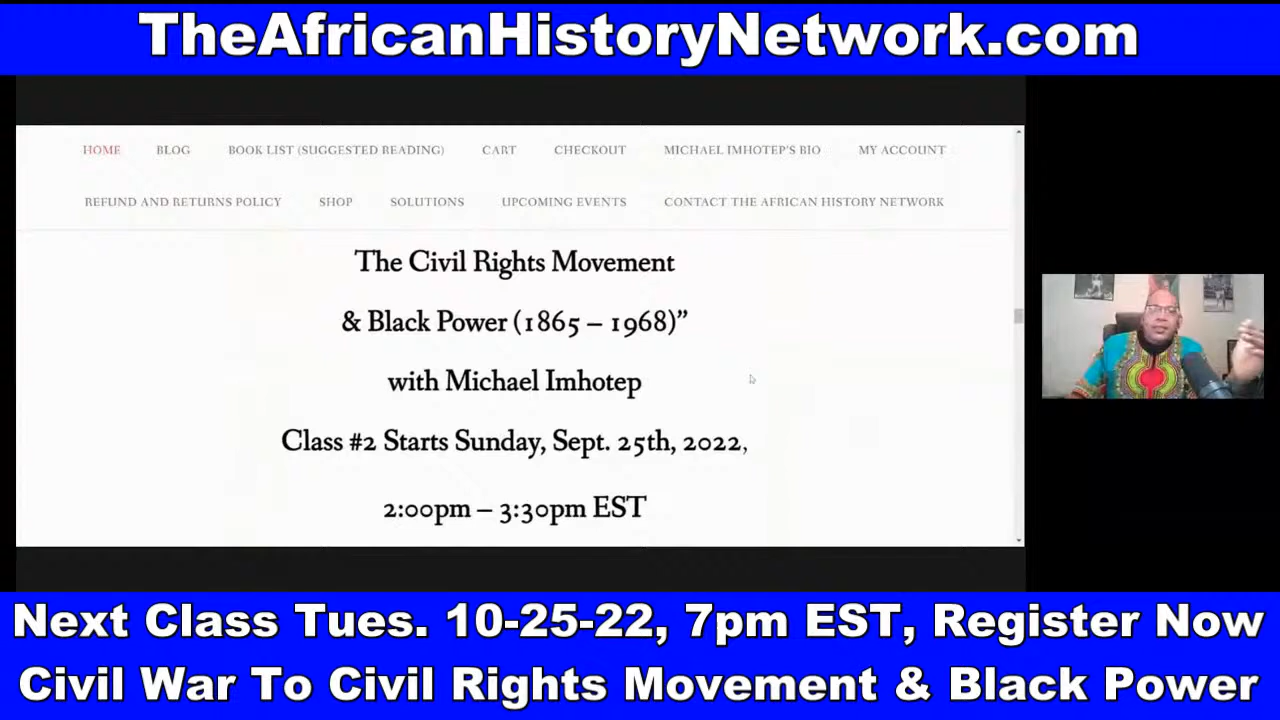 TheAfricanHistoryNetwork.com
HOME BLOG BOOK LIST (SUGGESTED READING) CART CHECKOUT MICHAEL IMHOTEP'S BIO MY ACCOUNT
REFUND AND RETURNS POLICY SHOP SOLUTIONS UPCOMING EVENTS CONTACT THE AFRICAN HISTORY NETWORK
The Civil Rights Movement
& Black Power (1865 – 1968)”
with Michael Imhotep
Class #2 Starts Sunday, Sept. 25th, 2022,
2:00pm – 3:30pm EST
Next Class Tues. 10-25-22, 7pm EST, Register Now
Civil War To Civil Rights Movement & Black Power